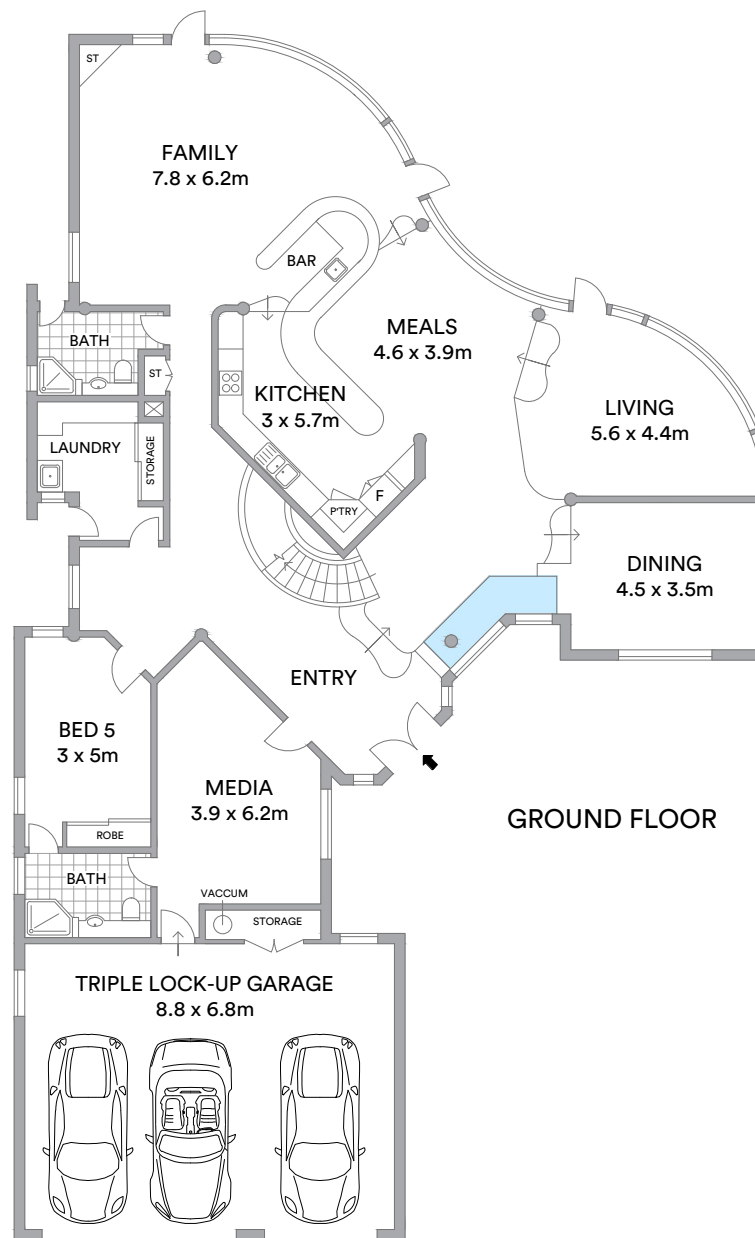 ST
FAMILY
7.8 x 6.2m
BAR
BATH
MEALS
4.6 x 3.9m
ST
KITCHEN
3 x 5.7m
LIVING
5.6 x 4.4m
LAUNDRY
STORAGE
F
P'TRY
DINING
4.5 x 3.5m
ENTRY
BED 5
3 x 5m
MEDIA
3.9 x 6.2m
GROUND FLOOR
ROBE
BATH
VACCUM
STORAGE
TRIPLE LOCK-UP GARAGE
8.8 x 6.8m